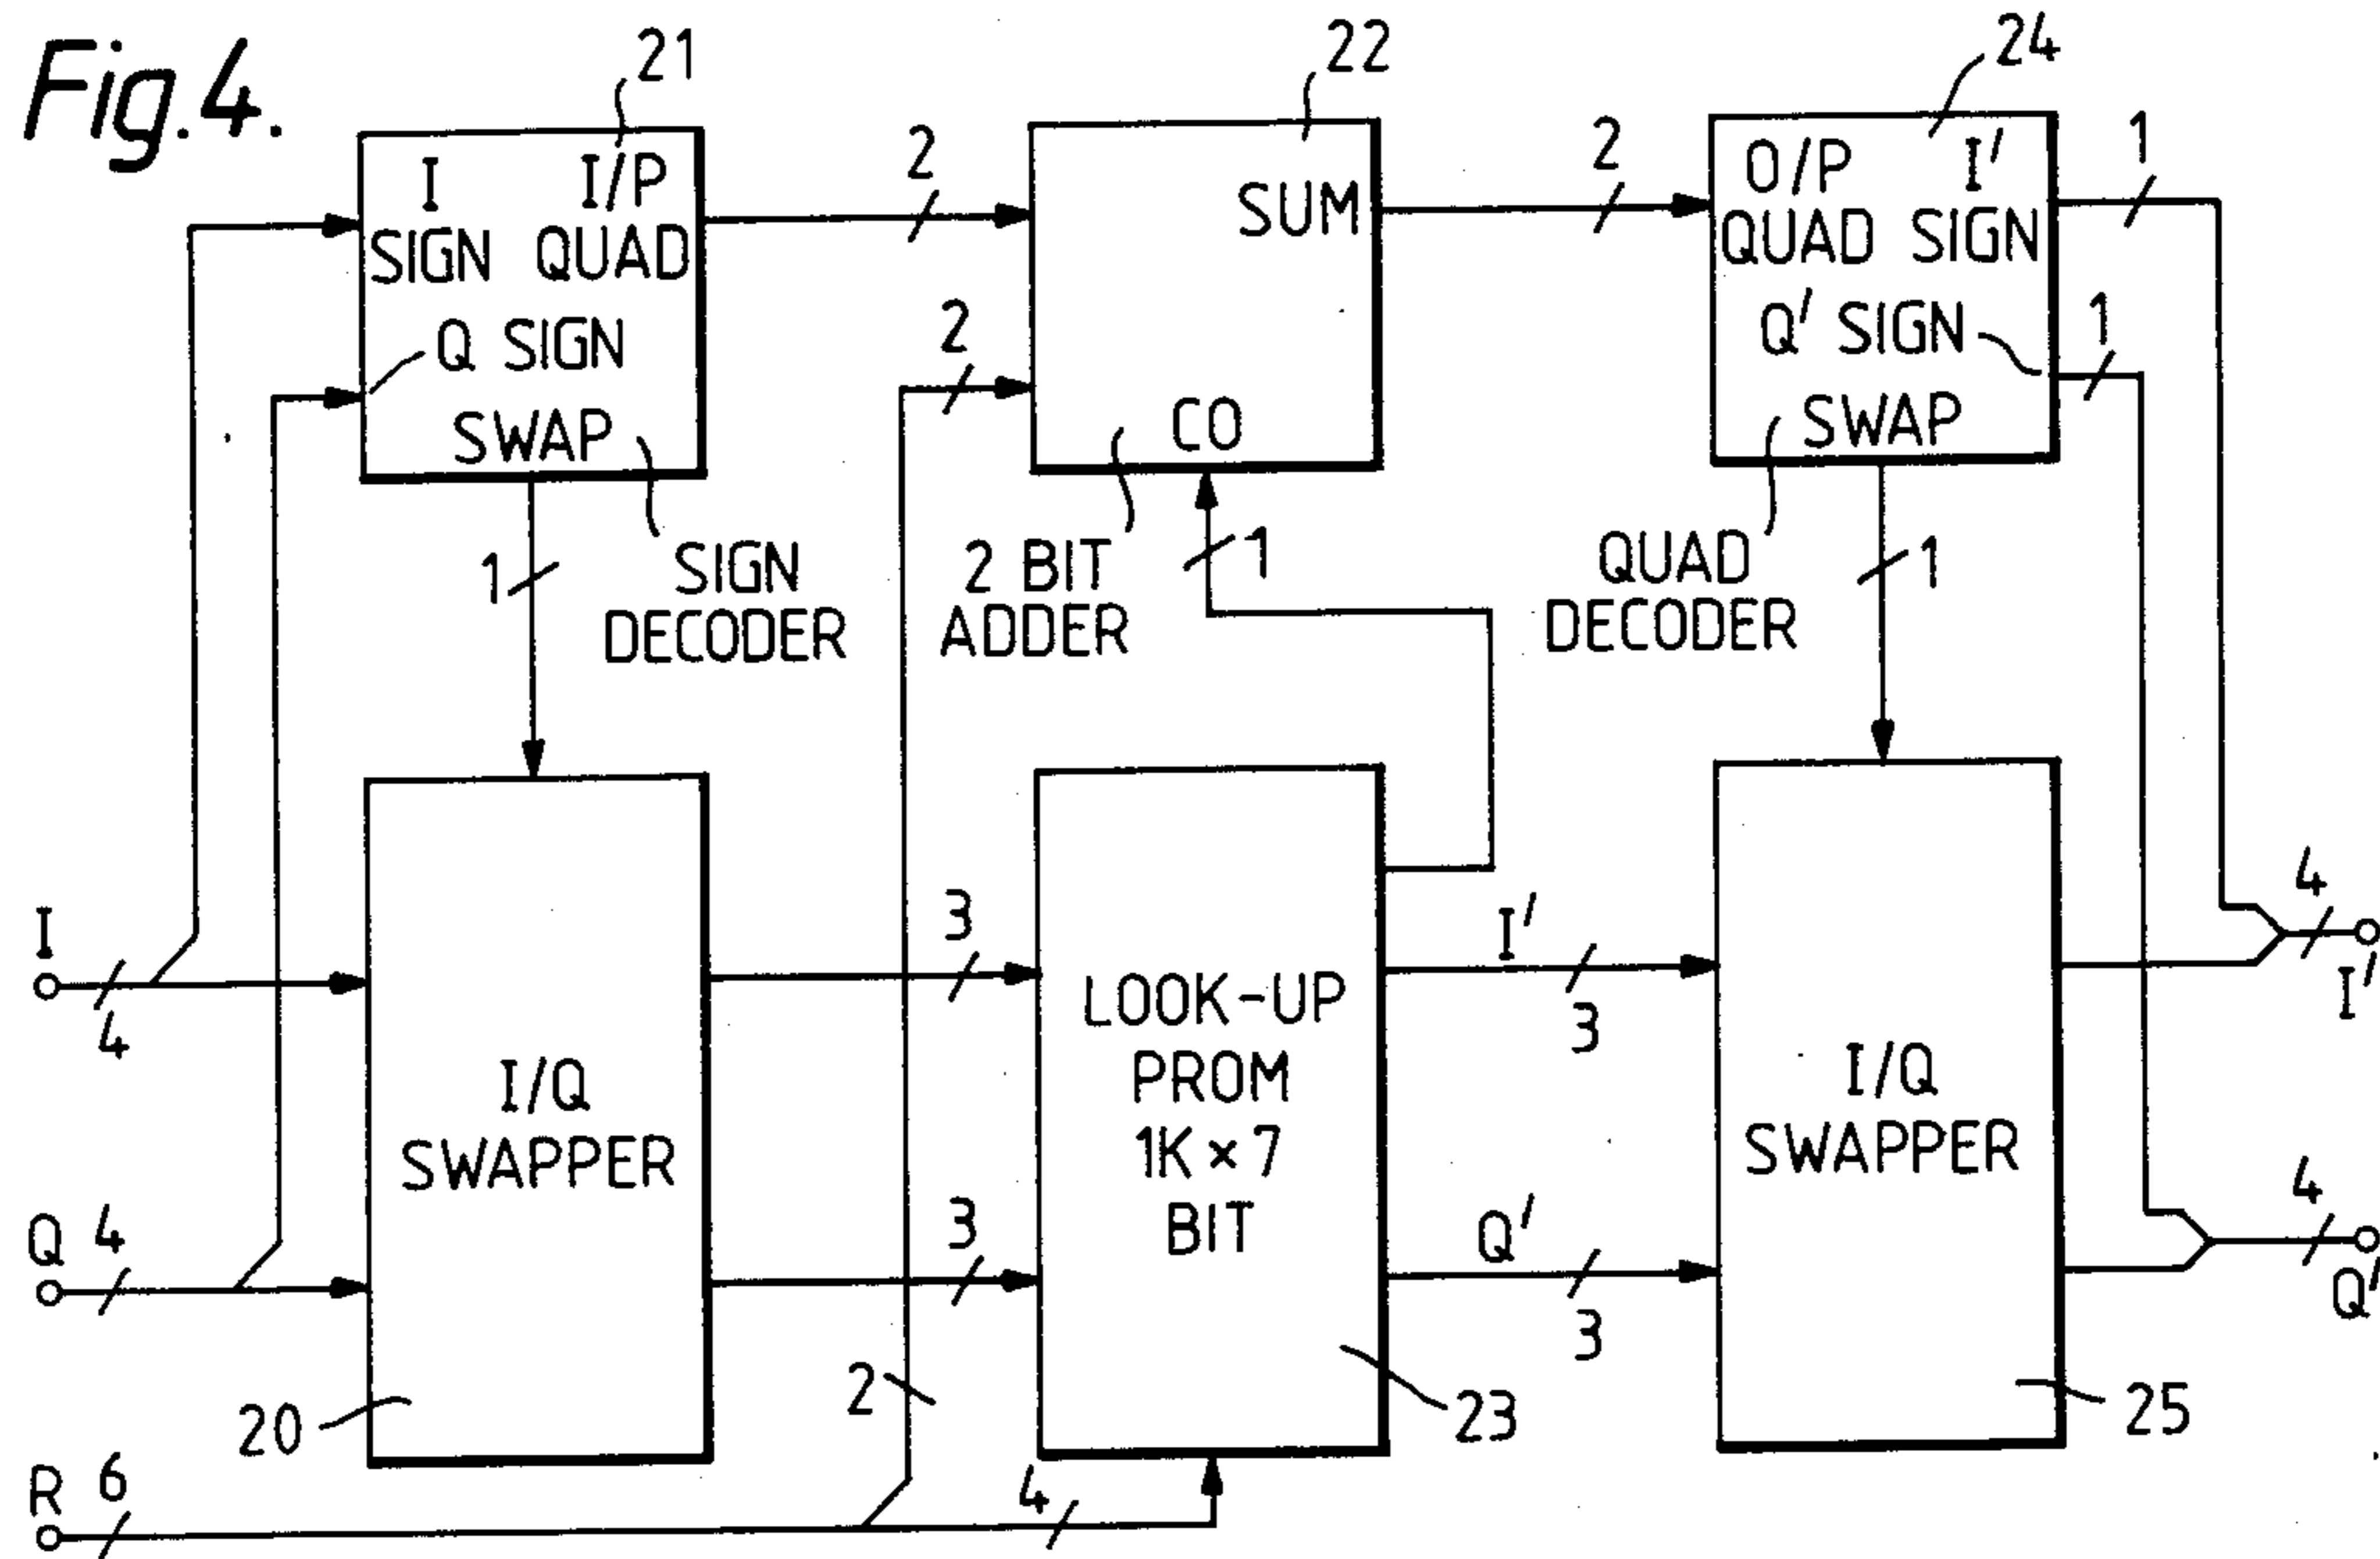 Fig.4.
21
22
24
I I/P
SIGN QUAD
Q SIGN
SWAP
2
2
SUM
CO
2
O/P I'
QUAD SIGN
Q' SIGN
SWAP
1
1
1
SIGN
DECODER
2 BIT
ADDER
1
QUAD
DECODER
1
I
4
Q 4
I/Q
SWAPPER
20
3
3
LOOK-UP
PROM
1K × 7
BIT
23
I'
3
Q'
3
I/Q
SWAPPER
25
4
I'
4
Q'
R 6
2
4